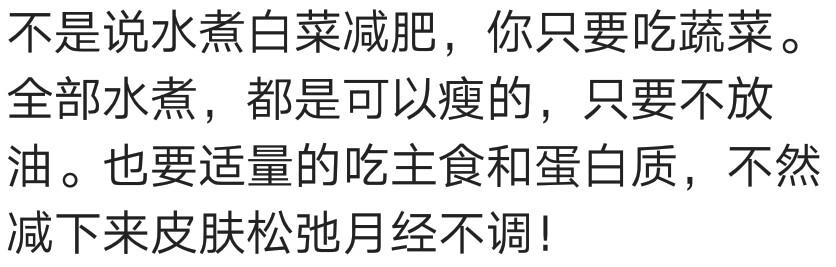 不是说水煮白菜减肥，你只要吃蔬菜。
全部水煮，都是可以瘦的，只要不放
油。也要适量的吃主食和蛋白质，不然
减下来皮肤松弛月经不调！